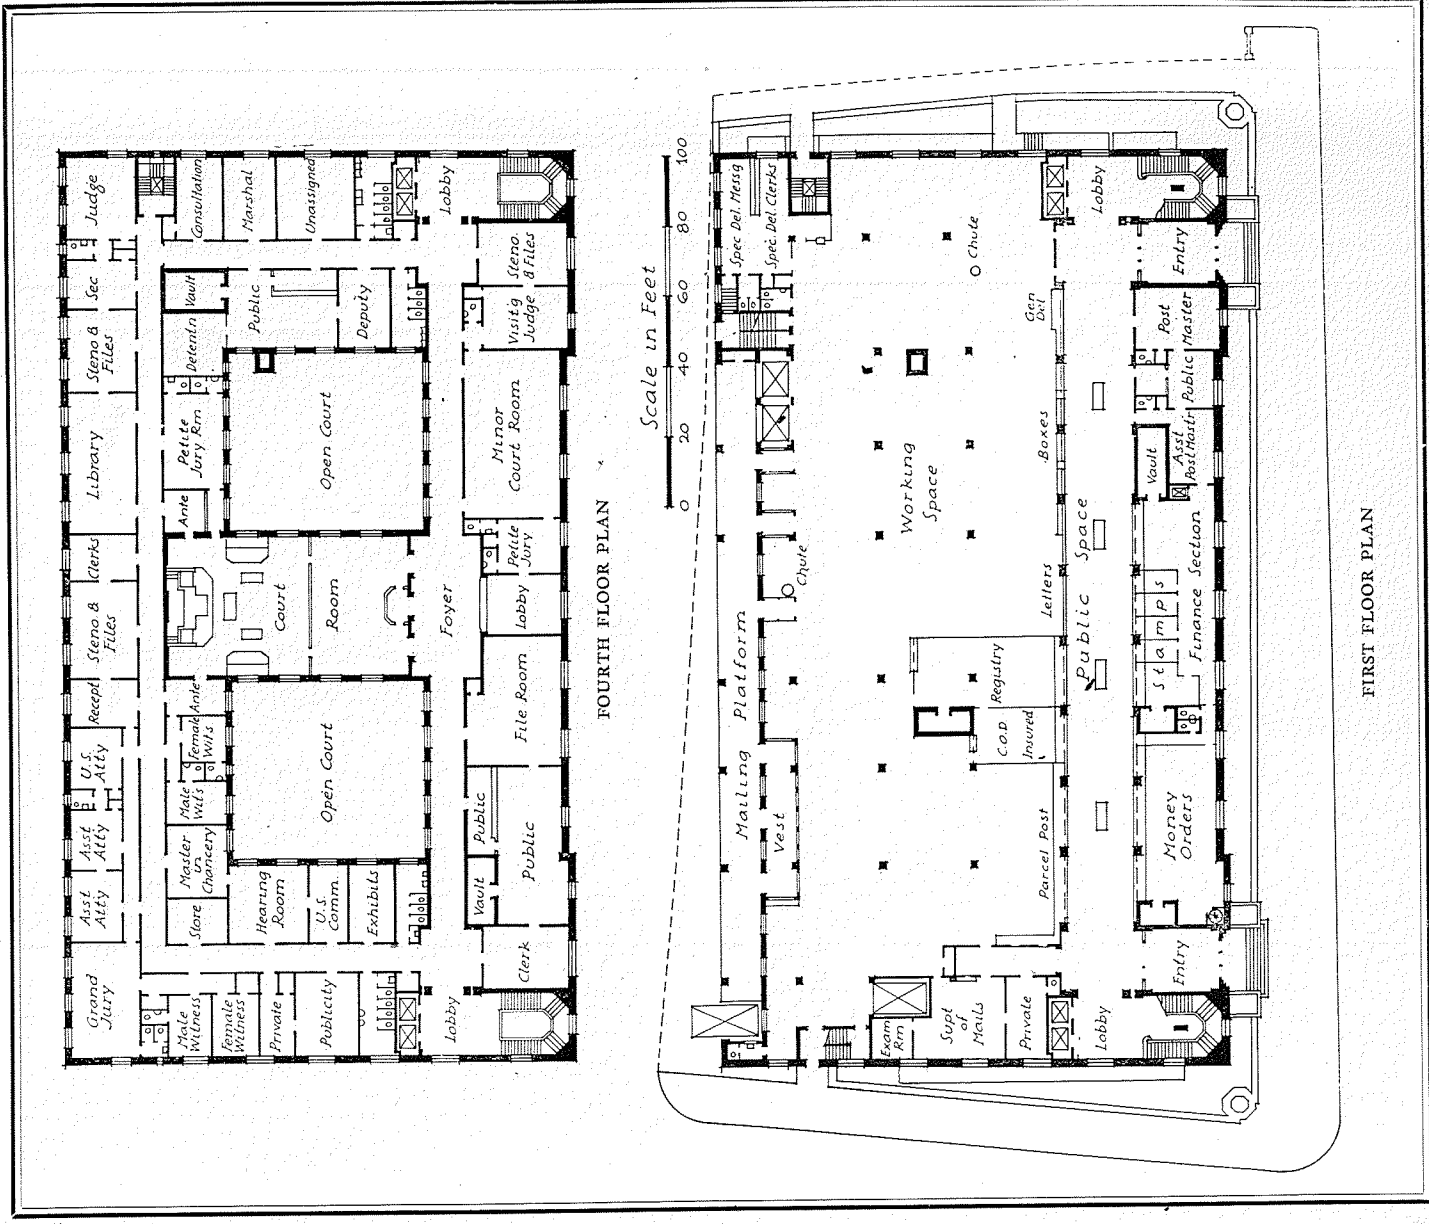 Judge
Sec
Steno &
Files
Library
Clerks
Steno &
Files
Recept
U.S.
Atty
Asst
Atty
Asst
Atty
Grand
Jury
Consultation
Marshal
Unassigned
Lobby
Vault
Public
Deputy
Steno.
& Files
Detent'n
Visit'g
Judge
Petite
Jury Rm
Open Court
Minor
Court Room
Ante
Court
Room
Foyer
Petite
Jury
Lobby
Ante
Female
Wit's
Male
Wit's
Open Court
File Room
Master
in
Chancery
Public
Public
Store
Hearing
Room
U.S.
Comm.
Exhibits
Vault
Clerk
Male
Witness
Female
Witness
Private
Publicity
Lobby
FOURTH FLOOR PLAN
Scale in Feet
0 20 40 60 80 100
Spec Del. Messg
Spec. Del. Clerks
Lobby
Chute
Entry
Gen
Del
Post
Master
Public
Asst
Post Mastr
Vault
Boxes
Working
Space
Public Space
Chute
Letters
Stamps
Finance Section
Mailing Platform
Registry
C.O.D.
Insured
Vest
Parcel Post
Money
Orders
Entry
Exam
Rm
Supt
of
Mails
Private
Lobby
FIRST FLOOR PLAN